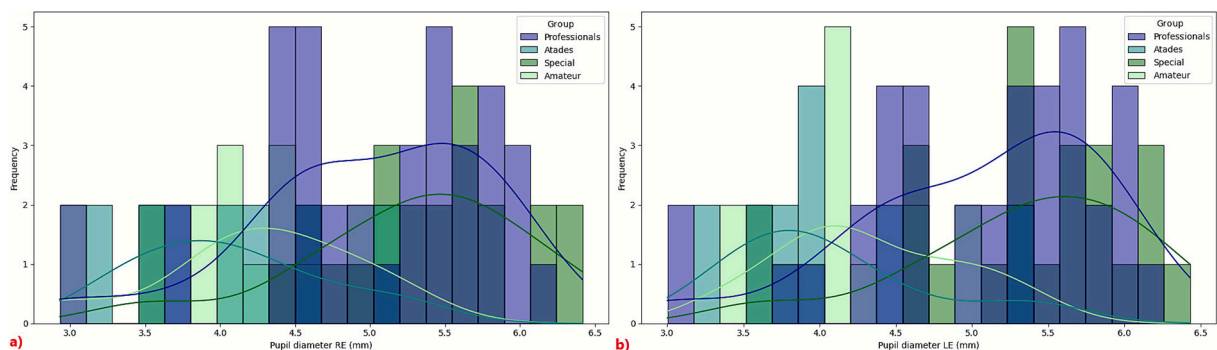 5
4
3
2
1
0
Frequency
Group
Professionals
Atades
Special
Amateur
3.0 3.5 4.0 4.5 5.0 5.5 6.0 6.5
Pupil diameter RE (mm)
a)
5
4
3
2
1
0
Frequency
Group
Professionals
Atades
Special
Amateur
3.0 3.5 4.0 4.5 5.0 5.5 6.0 6.5
Pupil diameter LE (mm)
b)